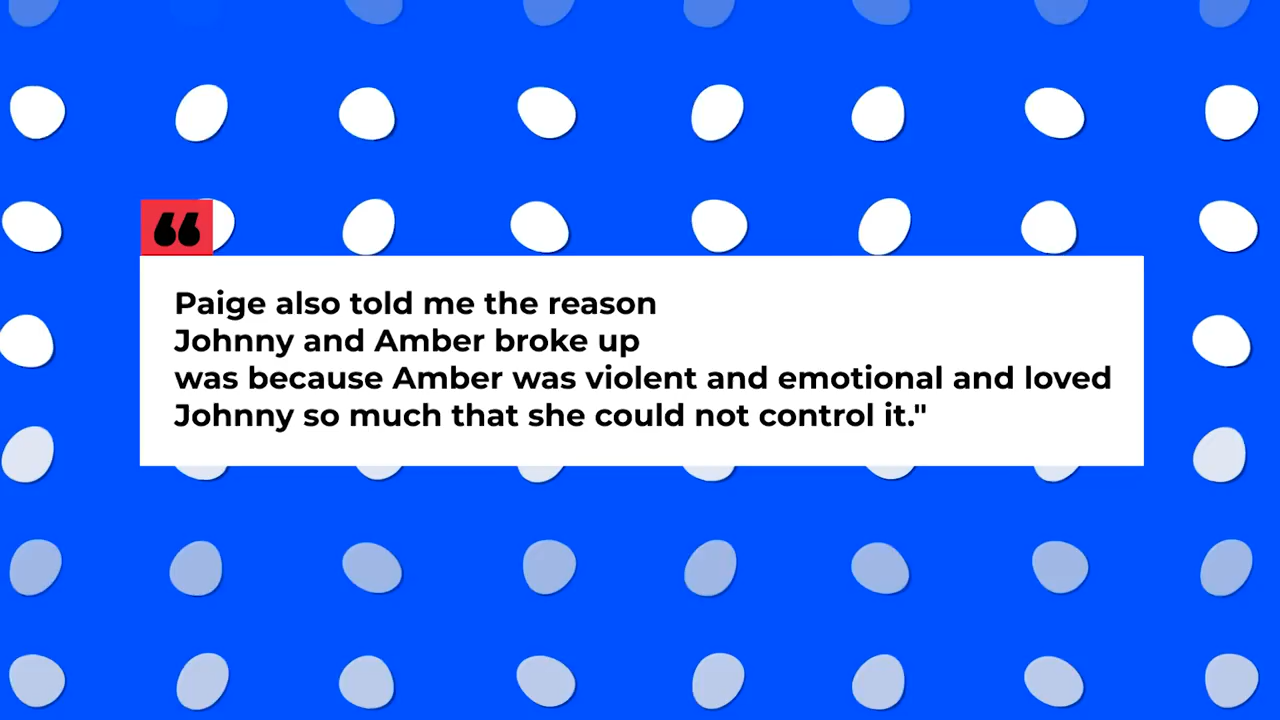 ❝
Paige also told me the reason
Johnny and Amber broke up
was because Amber was violent and emotional and loved
Johnny so much that she could not control it."